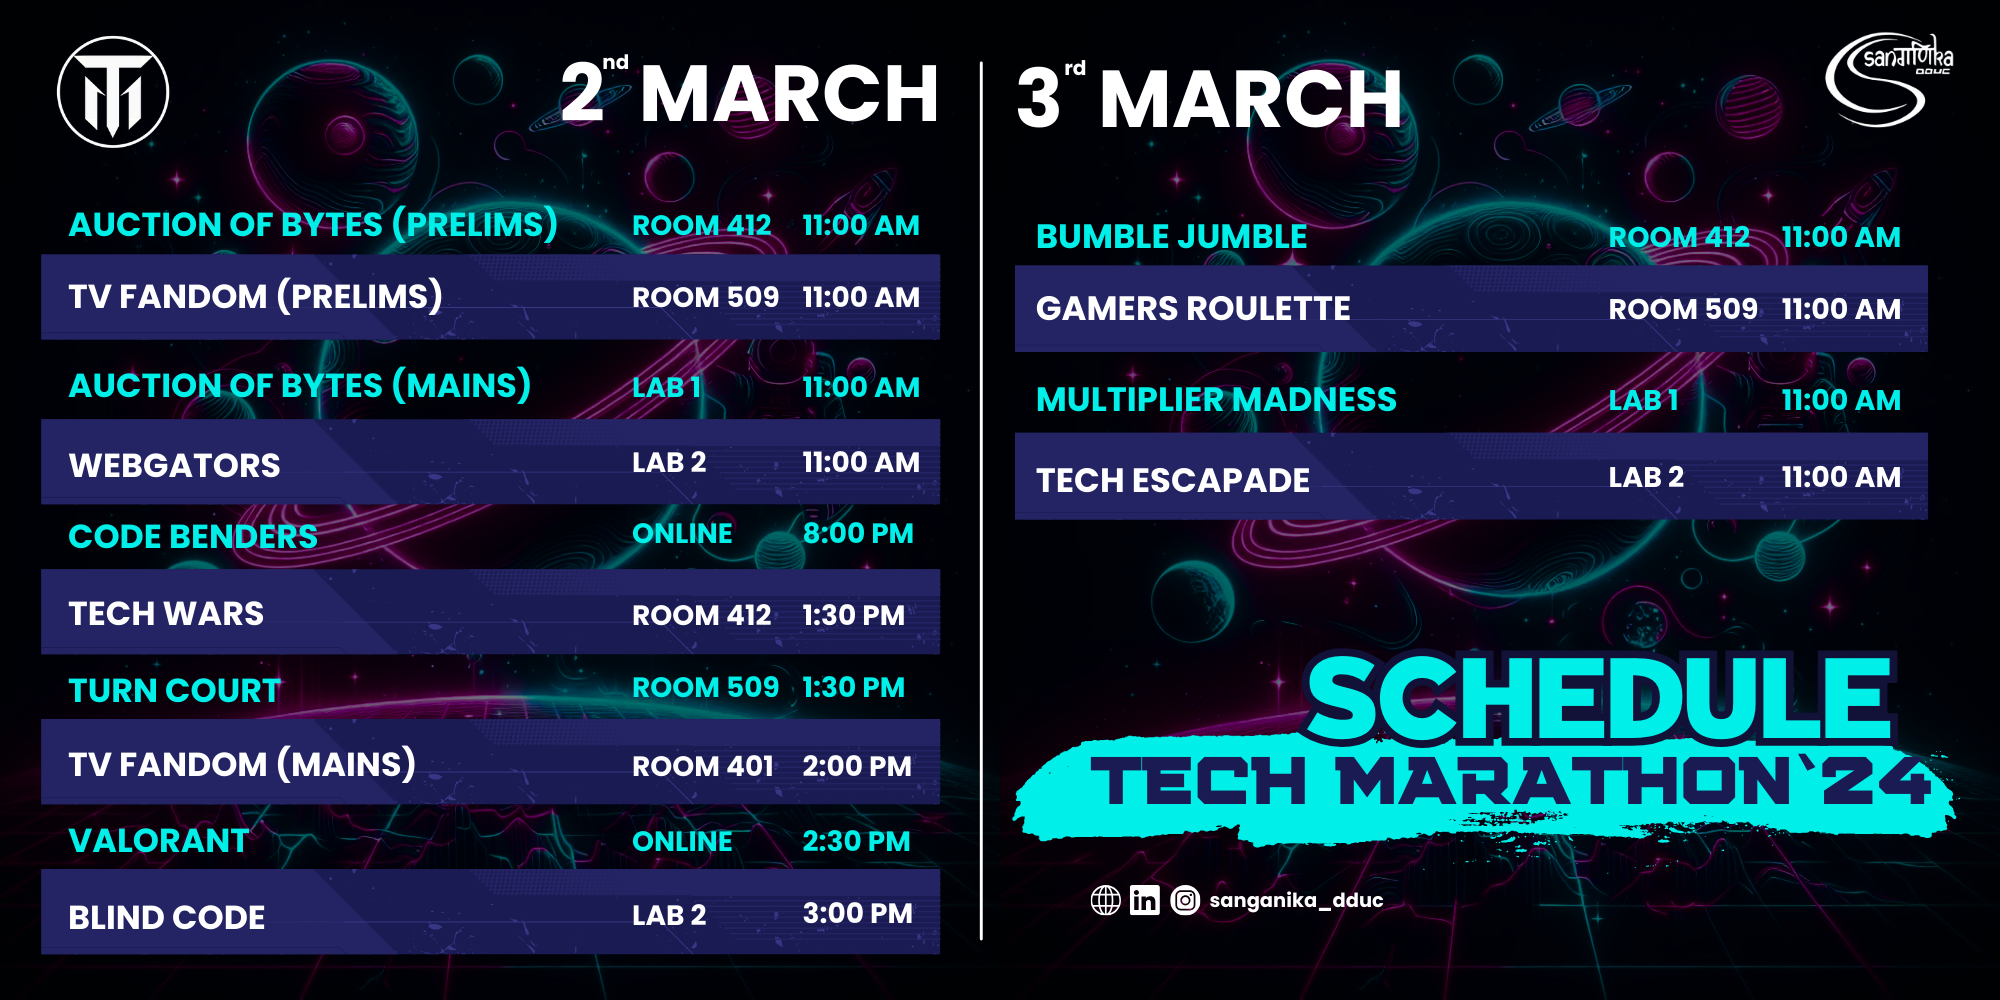 2nd MARCH
AUCTION OF BYTES (PRELIMS) ROOM 412 11:00 AM
TV FANDOM (PRELIMS) ROOM 509 11:00 AM
AUCTION OF BYTES (MAINS) LAB 1 11:00 AM
WEBGATORS LAB 2 11:00 AM
CODE BENDERS ONLINE 8:00 PM
TECH WARS ROOM 412 1:30 PM
TURN COURT ROOM 509 1:30 PM
TV FANDOM (MAINS) ROOM 401 2:00 PM
VALORANT ONLINE 2:30 PM
BLIND CODE LAB 2 3:00 PM
3rd MARCH
DDUC
BUMBLE JUMBLE ROOM 412 11:00 AM
GAMERS ROULETTE ROOM 509 11:00 AM
MULTIPLIER MADNESS LAB 1 11:00 AM
TECH ESCAPADE LAB 2 11:00 AM
SCHEDULE
TECH MARATHON`24
in sanganika_dduc